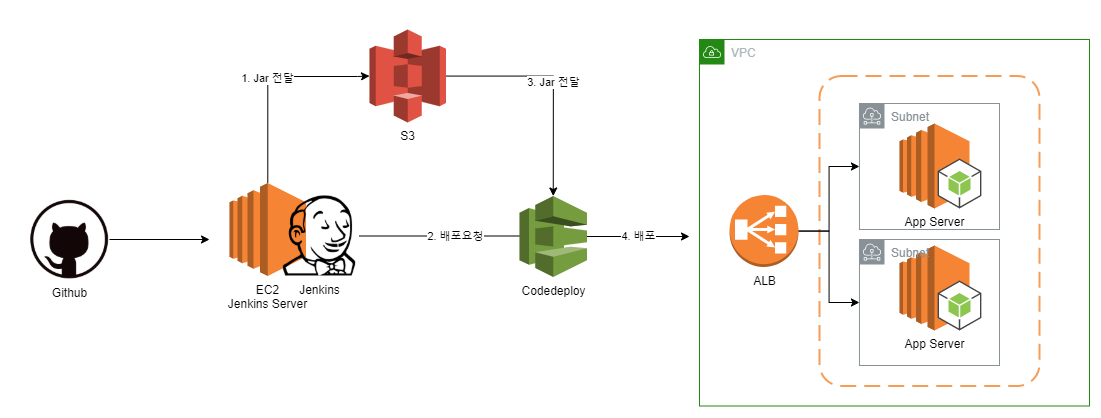 1. Jar 전달
S3
3. Jar 전달
VPC
Subnet
App Server
Github
EC2
Jenkins Server
Jenkins
2. 배포요청
Codedeploy
4. 배포
ALB
Subnet
App Server